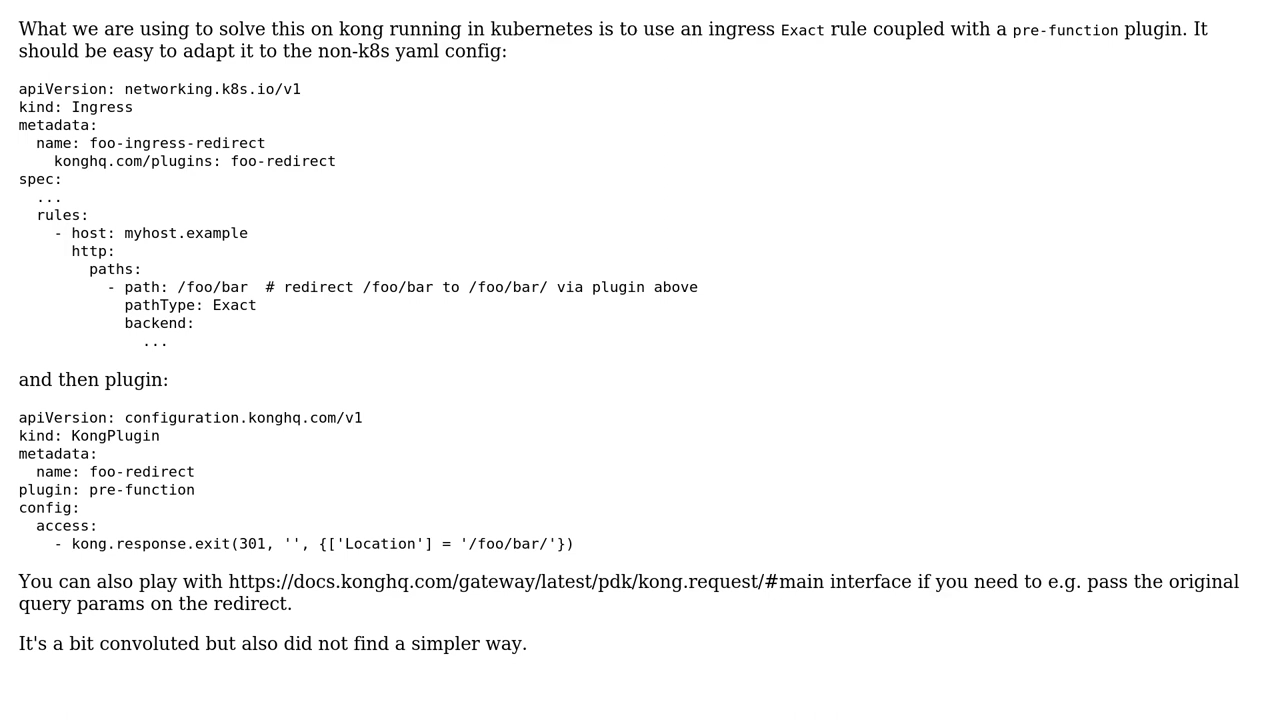 What we are using to solve this on kong running in kubernetes is to use an ingress Exact rule coupled with a pre-function plugin. It
should be easy to adapt it to the non-k8s yaml config:
apiVersion: networking.k8s.io/v1
kind: Ingress
metadata:
  name: foo-ingress-redirect
    konghq.com/plugins: foo-redirect
spec:
  ...
  rules:
    - host: myhost.example
      http:
        paths:
          - path: /foo/bar  # redirect /foo/bar to /foo/bar/ via plugin above
            pathType: Exact
            backend:
              ...
and then plugin:
apiVersion: configuration.konghq.com/v1
kind: KongPlugin
metadata:
  name: foo-redirect
plugin: pre-function
config:
  access:
    - kong.response.exit(301, '', {['Location'] = '/foo/bar/'})
You can also play with https://docs.konghq.com/gateway/latest/pdk/kong.request/#main interface if you need to e.g. pass the original
query params on the redirect.
It's a bit convoluted but also did not find a simpler way.